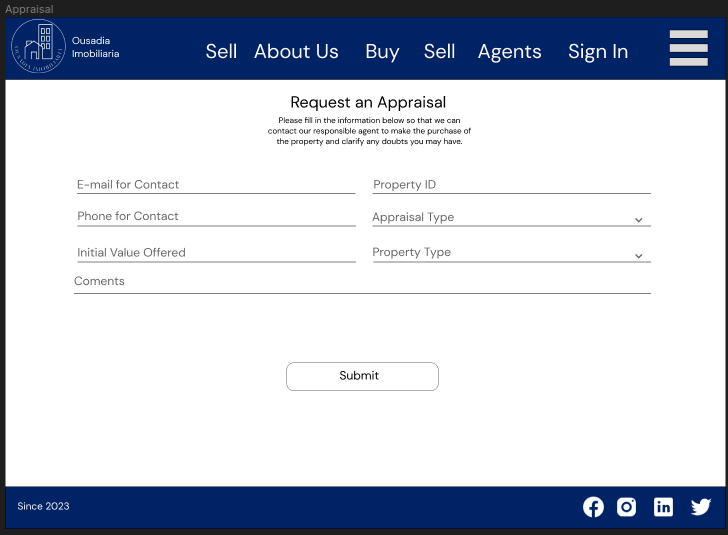 Appraisal
Ousadia
Imobiliaria
Sell About Us Buy Sell Agents Sign In
Request an Appraisal
Please fill in the information below so that we can
contact our responsible agent to make the purchase of
the property and clarify any doubts you may have.
E-mail for Contact
Property ID
Phone for Contact
Appraisal Type
Initial Value Offered
Property Type
Coments
Submit
Since 2023